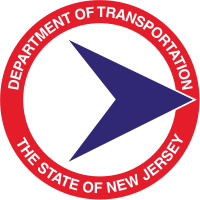 DEPARTMENT OF TRANSPORTATION
THE STATE OF NEW JERSEY